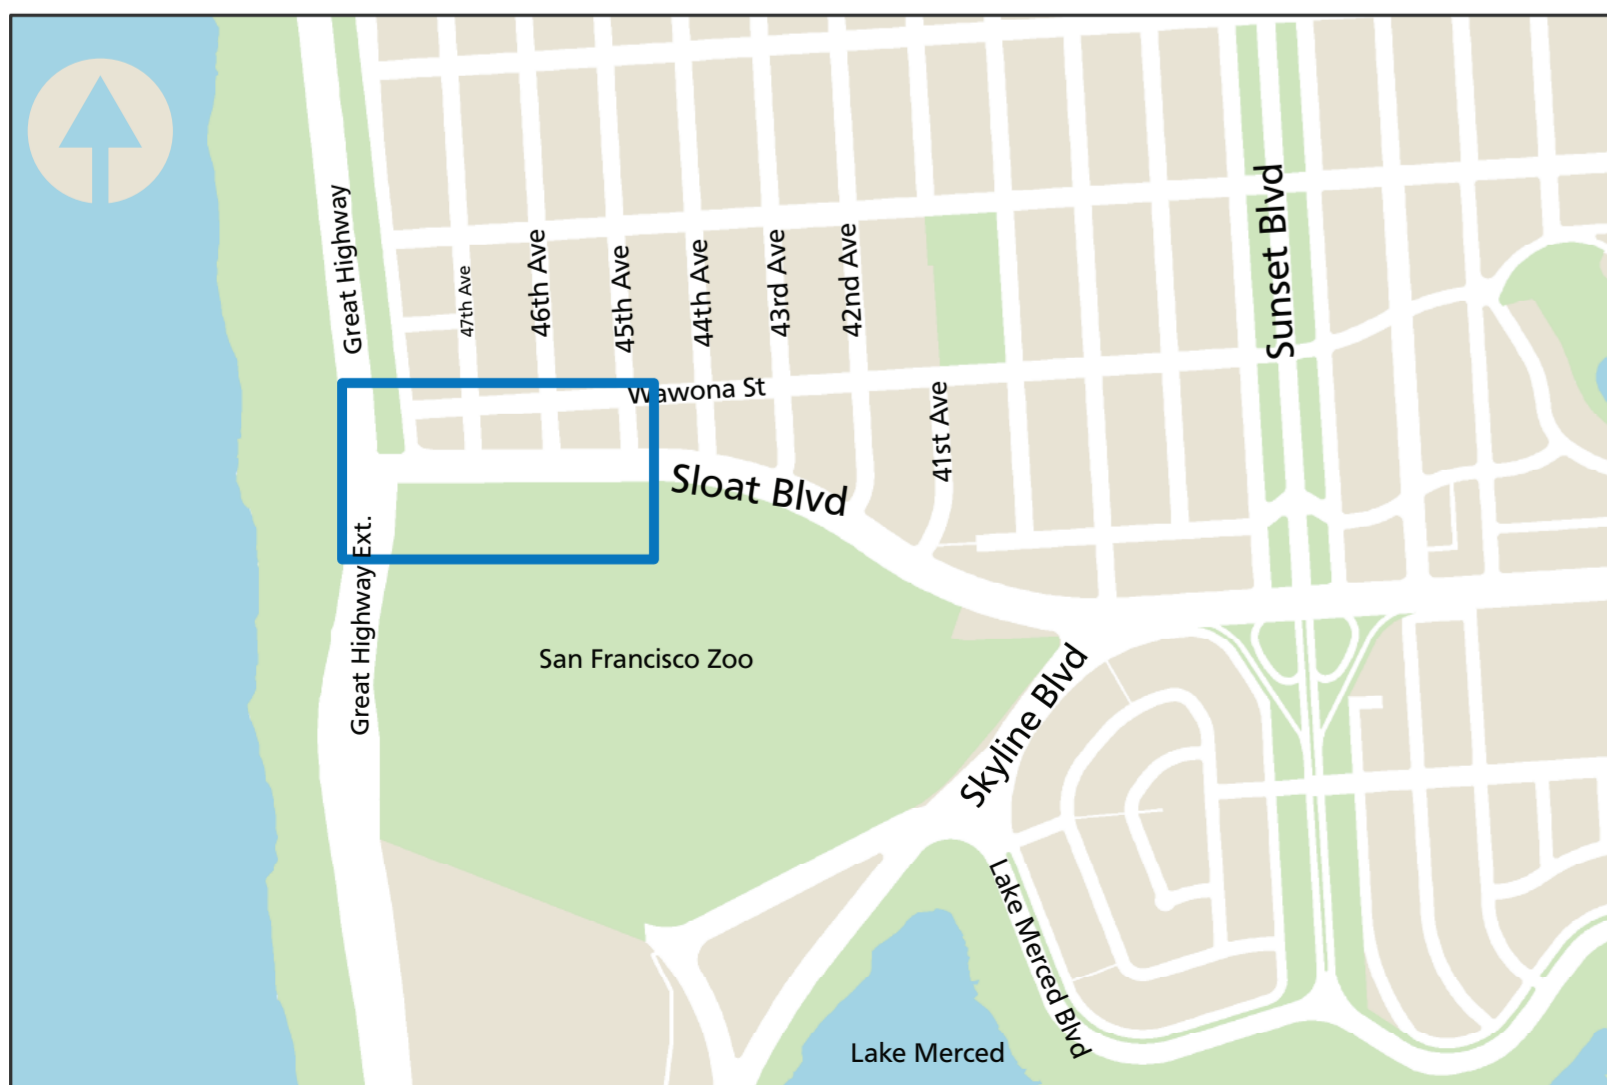 Great Highway
47th Ave
46th Ave
45th Ave
44th Ave
43rd Ave
42nd Ave
Sunset Blvd
Wawona St
41st Ave
Sloat Blvd
Great Highway Ext.
San Francisco Zoo
Skyline Blvd
Lake Merced Blvd
Lake Merced